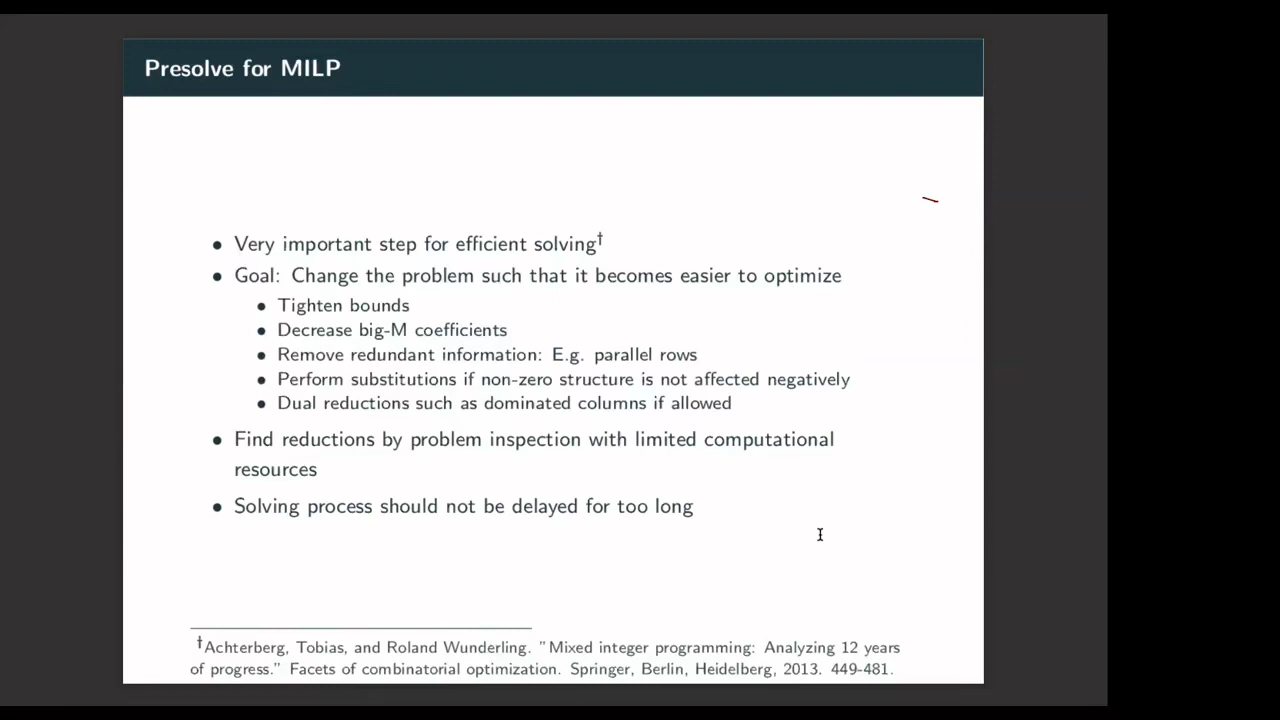 Presolve for MILP
• Very important step for efficient solving†
• Goal: Change the problem such that it becomes easier to optimize
• Tighten bounds
• Decrease big-M coefficients
• Remove redundant information: E.g. parallel rows
• Perform substitutions if non-zero structure is not affected negatively
• Dual reductions such as dominated columns if allowed
• Find reductions by problem inspection with limited computational
resources
• Solving process should not be delayed for too long
†Achterberg, Tobias, and Roland Wunderling. "Mixed integer programming: Analyzing 12 years
of progress." Facets of combinatorial optimization. Springer, Berlin, Heidelberg, 2013. 449-481.